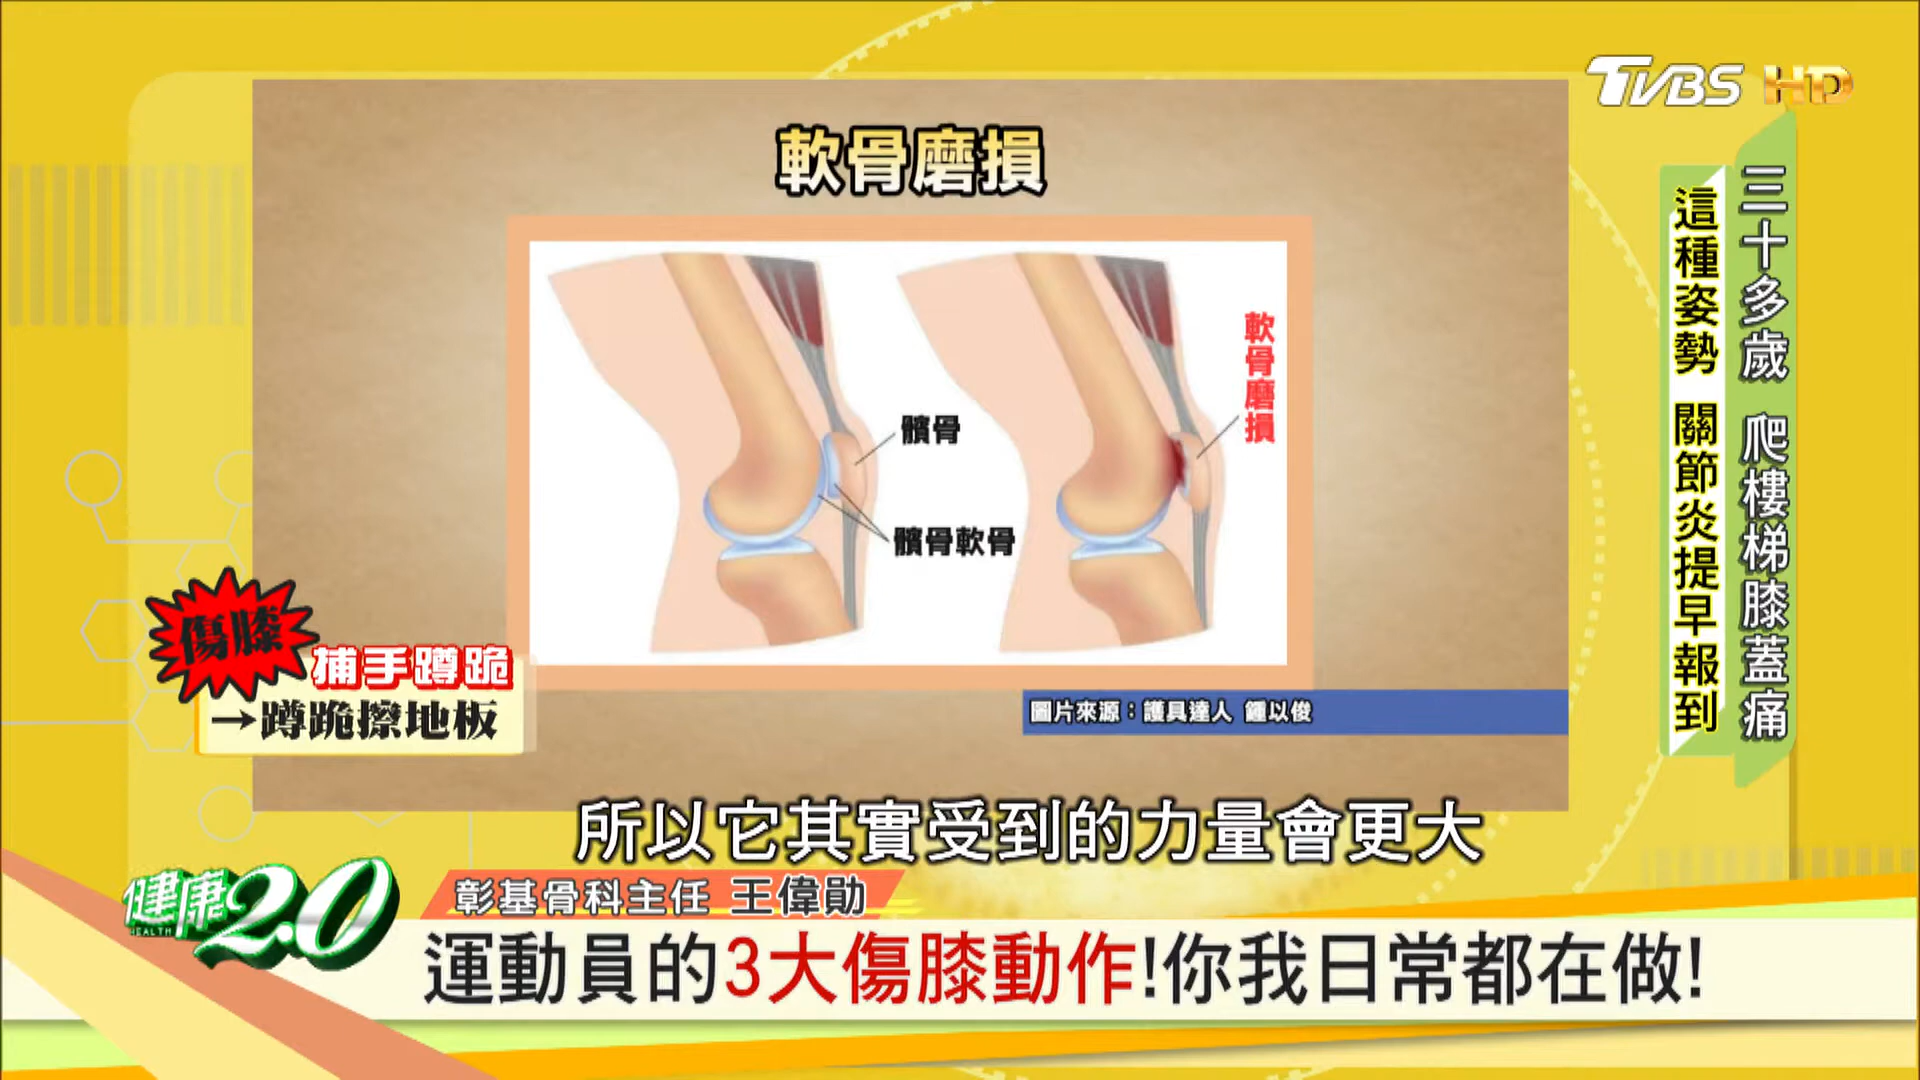 TVBS HD
軟骨磨損
三十多歲 爬樓梯膝蓋痛
這種姿勢 關節炎提早報到
軟骨磨損
髕骨
髕骨軟骨
傷膝
捕手蹲跪
→蹲跪擦地板
圖片來源：護具達人 鍾以俊
所以它其實受到的力量會更大
健康2.0
HEALTH
彰基骨科主任 王偉勛
運動員的3大傷膝動作!你我日常都在做!